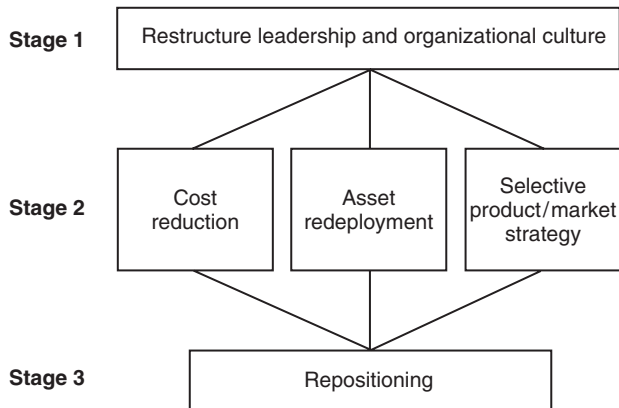 Stage 1
Restructure leadership and organizational culture
Stage 2
Cost
reduction
Asset
redeployment
Selective
product/market
strategy
Stage 3
Repositioning